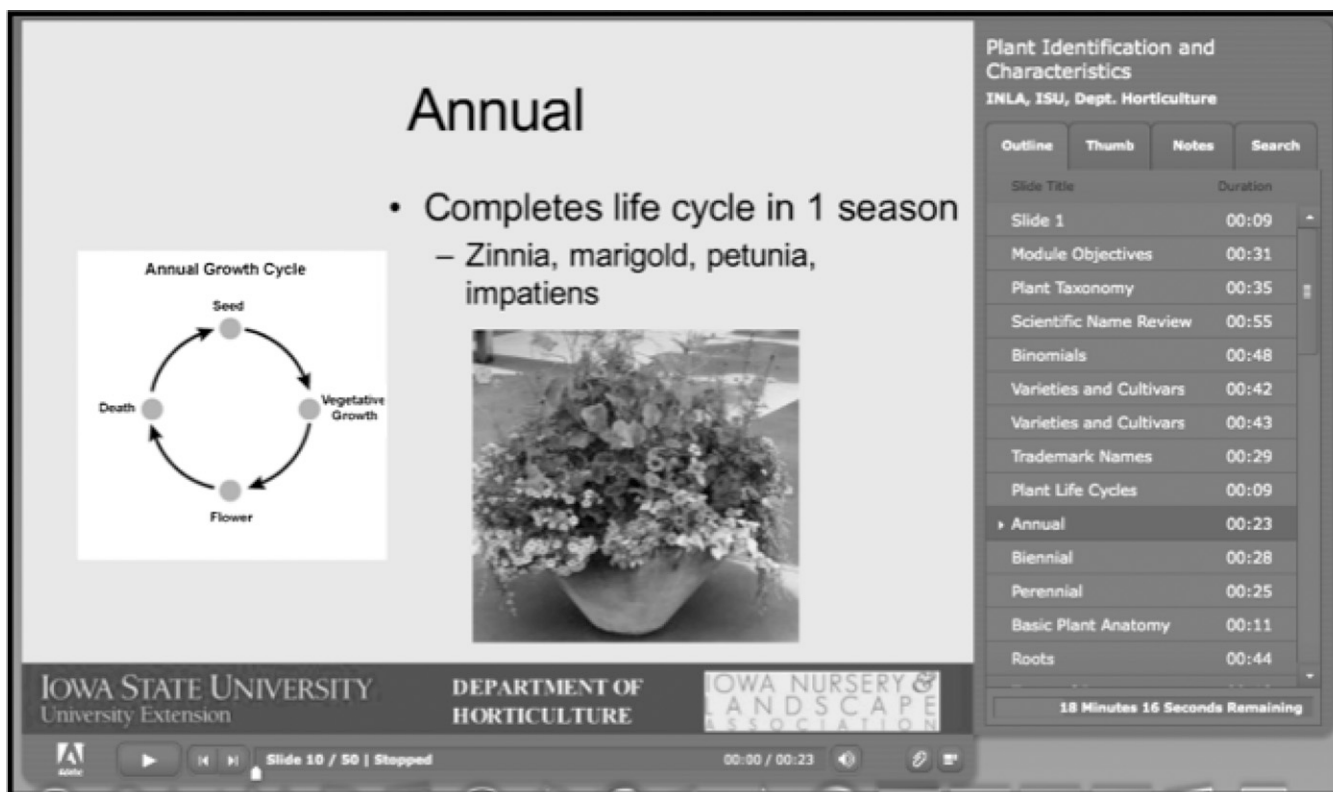 Annual
• Completes life cycle in 1 season
– Zinnia, marigold, petunia,
impatiens
Annual Growth Cycle
Seed
Vegetative
Growth
Flower
Death
IOWA STATE UNIVERSITY
University Extension
DEPARTMENT OF
HORTICULTURE
IOWA NURSERY &
LANDSCAPE
ASSOCIATION
Adobe
Slide 10 / 50 | Stopped
00:00 / 00:23
Plant Identification and
Characteristics
INLA, ISU, Dept. Horticulture
Outline Thumb Notes Search
Slide Title Duration
Slide 1 00:09
Module Objectives 00:31
Plant Taxonomy 00:35
Scientific Name Review 00:55
Binomials 00:48
Varieties and Cultivars 00:42
Varieties and Cultivars 00:43
Trademark Names 00:29
Plant Life Cycles 00:09
Annual 00:23
Biennial 00:28
Perennial 00:25
Basic Plant Anatomy 00:11
Roots 00:44
18 Minutes 16 Seconds Remaining